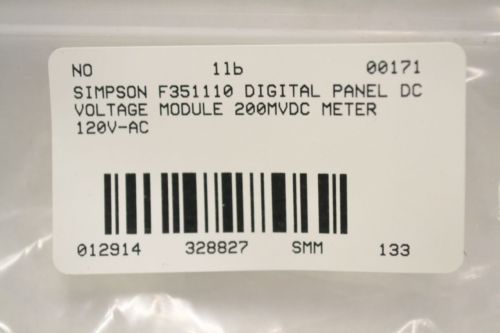 NO 1lb 00171
SIMPSON F351110 DIGITAL PANEL DC
VOLTAGE MODULE 200MVDC METER
120V-AC
012914 328827 SMM 133